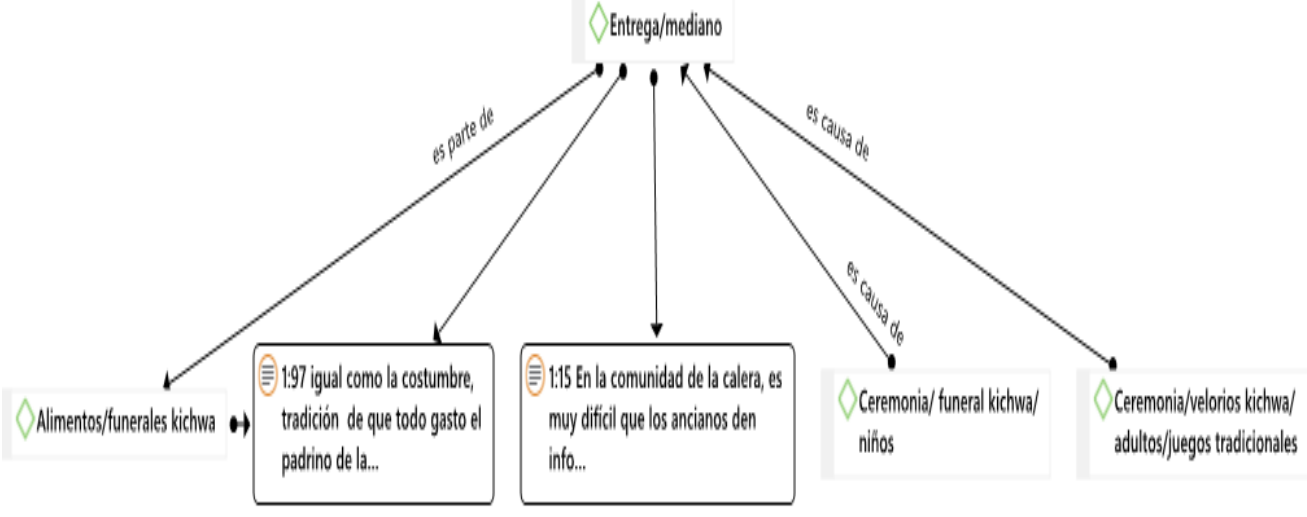 Entrega/mediano
es parte de
es causa de
es causa de
Alimentos/funerales kichwa
1:97 igual como la costumbre,
tradición de que todo gasto el
padrino de la...
1:15 En la comunidad de la calera, es
muy difícil que los ancianos den
info...
Ceremonia/ funeral kichwa/
niños
Ceremonia/velorios kichwa/
adultos/juegos tradicionales